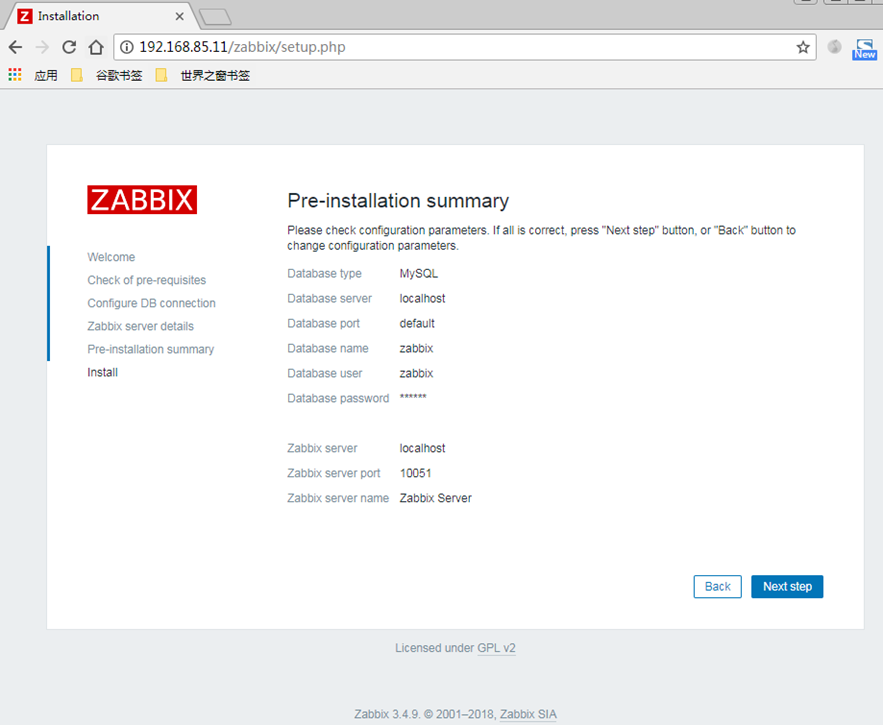 Installation
192.168.85.11/zabbix/setup.php
New
应用
谷歌书签
世界之窗书签
ZABBIX
Welcome
Check of pre-requisites
Configure DB connection
Zabbix server details
Pre-installation summary
Install
Pre-installation summary
Please check configuration parameters. If all is correct, press "Next step" button, or "Back" button to
change configuration parameters.
Database type MySQL
Database server localhost
Database port default
Database name zabbix
Database user zabbix
Database password ******
Zabbix server localhost
Zabbix server port 10051
Zabbix server name Zabbix Server
Back Next step
Licensed under GPL v2
Zabbix 3.4.9. © 2001–2018, Zabbix SIA